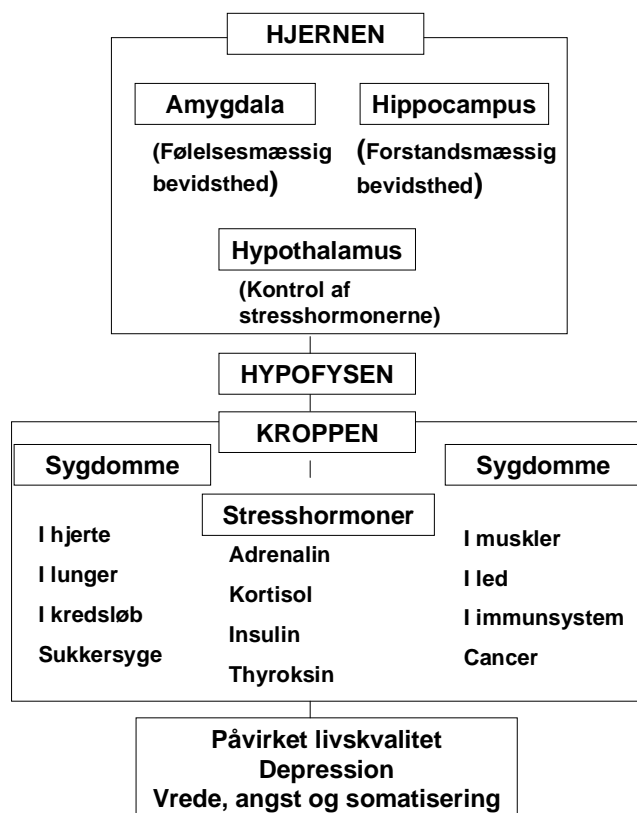 HJERNEN
Amygdala
(Følelsesmæssig
bevidsthed)
Hippocampus
(Forstandsmæssig
bevidsthed)
Hypothalamus
(Kontrol af
stresshormonerne)
HYPOFYSEN
KROPPEN
Sygdomme
I hjerte
I lunger
I kredsløb
Sukkersyge
Stresshormoner
Adrenalin
Kortisol
Insulin
Thyroksin
Sygdomme
I muskler
I led
I immunsystem
Cancer
Påvirket livskvalitet
Depression
Vrede, angst og somatisering